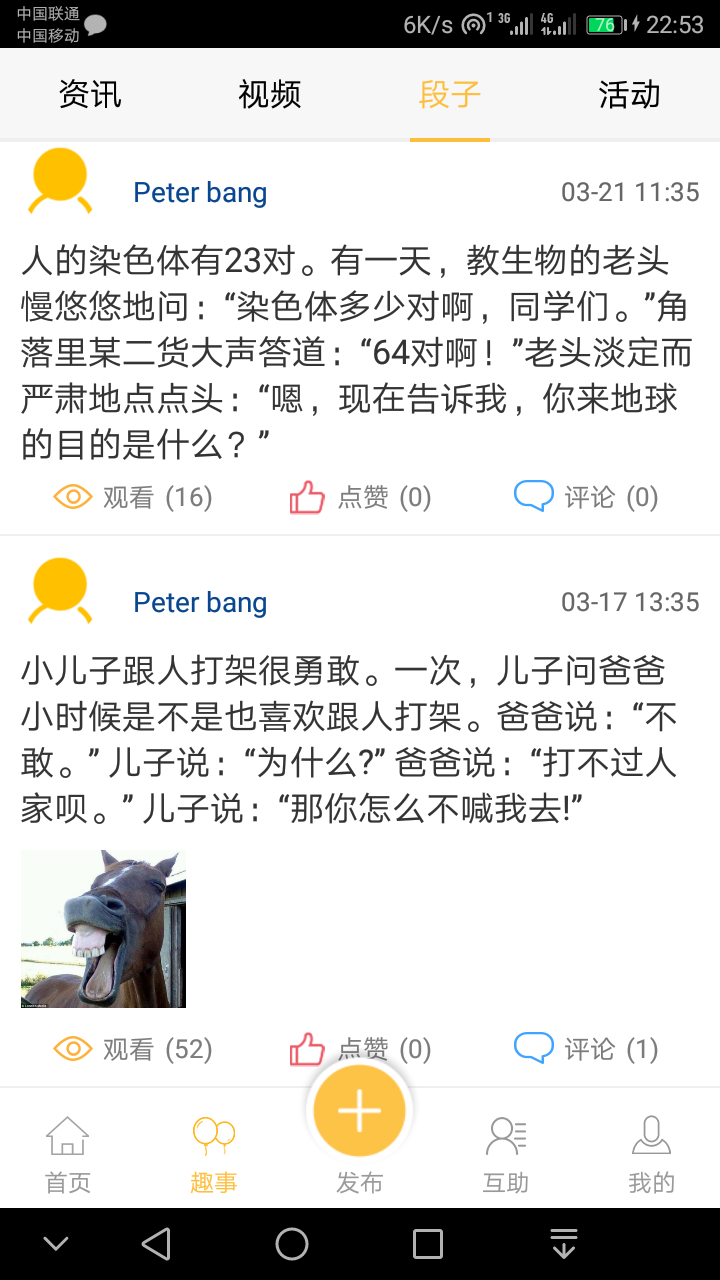 中国联通
中国移动
6K/s 1 3G 4G 76 22:53
资讯 视频 段子 活动
Peter bang 03-21 11:35
人的染色体有23对。有一天，教生物的老头
慢悠悠地问：“染色体多少对啊，同学们。”角
落里某二货大声答道：“64对啊！”老头淡定而
严肃地点点头：“嗯，现在告诉我，你来地球
的目的是什么？”
观看 (16) 点赞 (0) 评论 (0)
Peter bang 03-17 13:35
小儿子跟人打架很勇敢。一次，儿子问爸爸
小时候是不是也喜欢跟人打架。爸爸说：“不
敢。” 儿子说：“为什么?” 爸爸说：“打不过人
家呗。” 儿子说：“那你怎么不喊我去!”
观看 (52) 点赞 (0) 评论 (1)
首页 趣事 发布 互助 我的